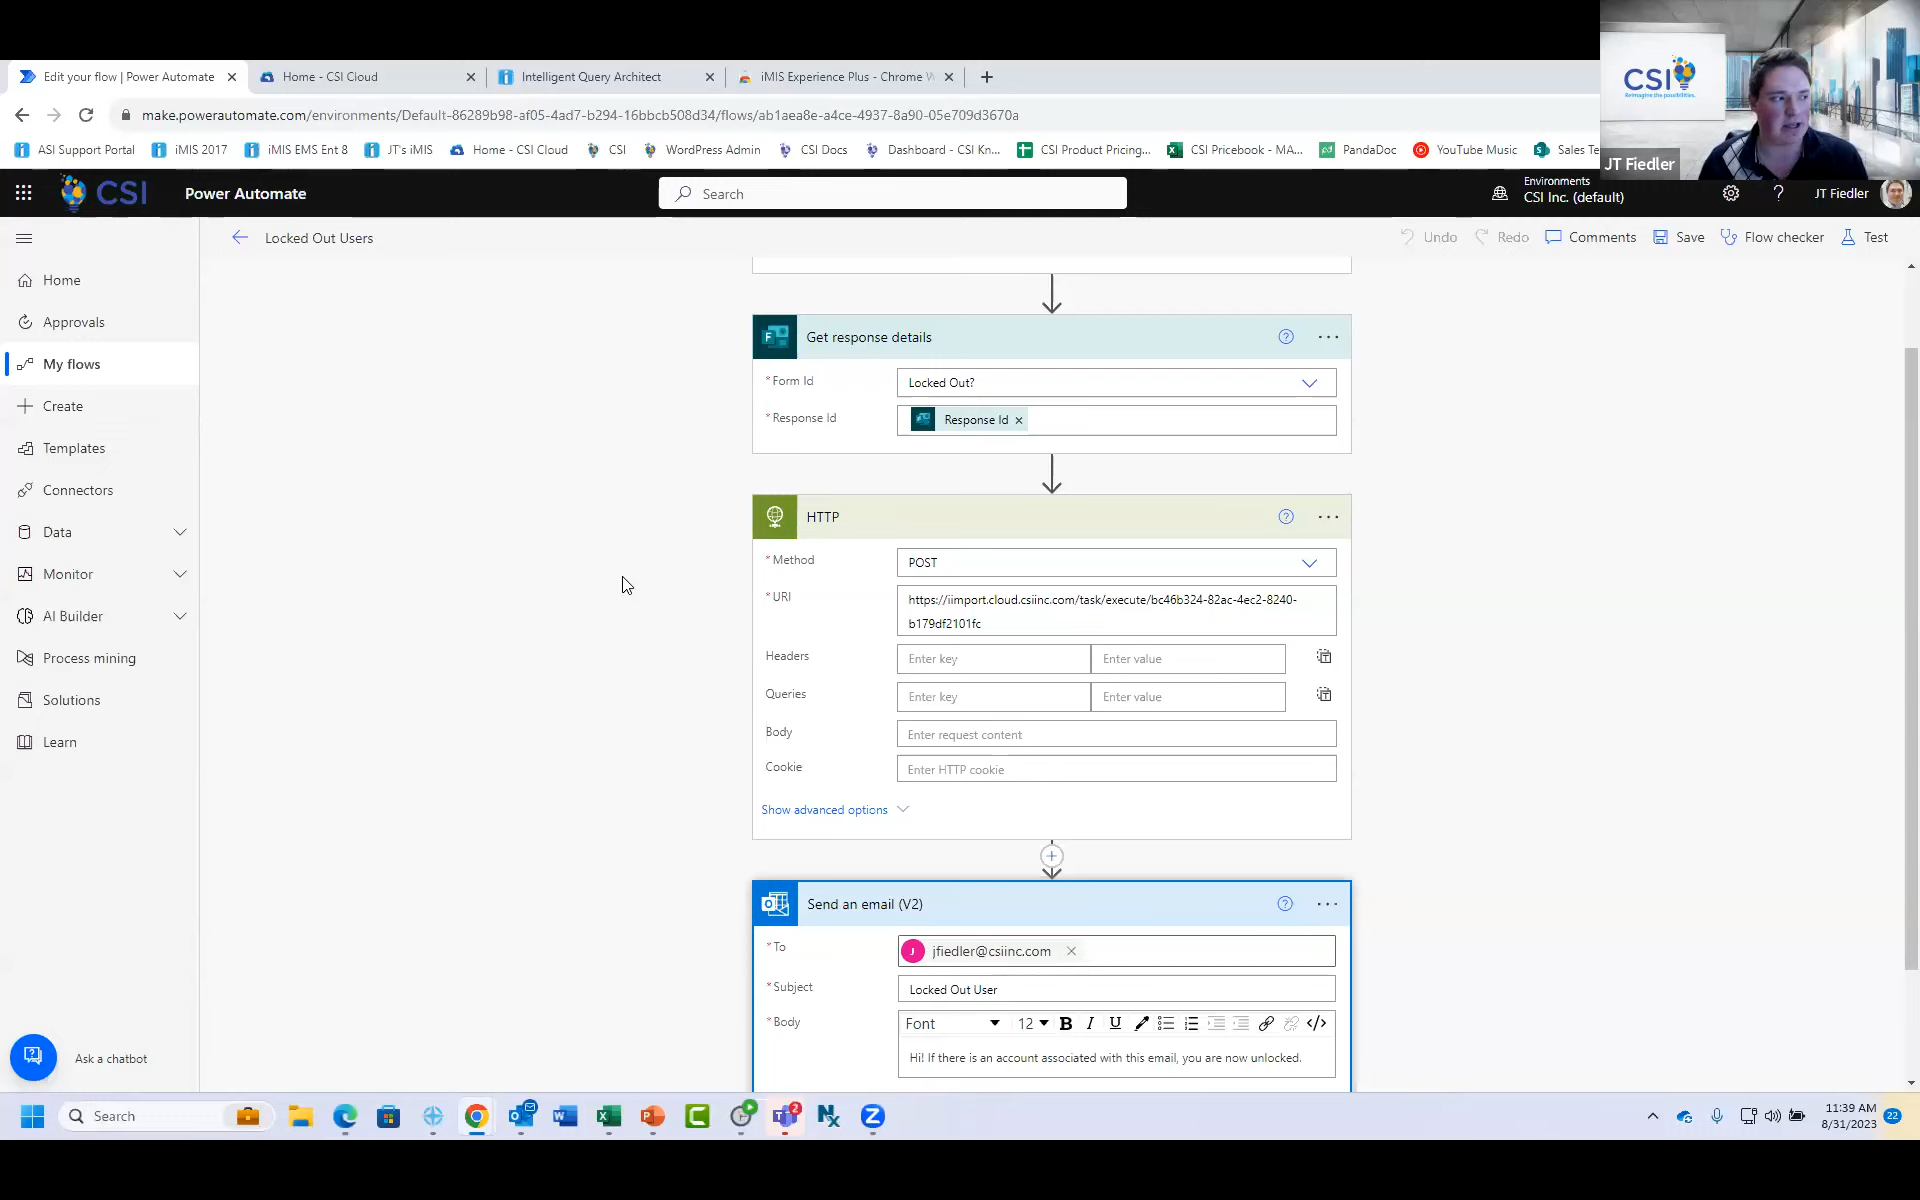 Edit your flow | Power Automate
Home - CSI Cloud
Intelligent Query Architect
iMIS Experience Plus - Chrome W
make.powerautomate.com/environments/Default-86289b98-af05-4ad7-b294-16bbcb508d34/flows/ab1aea8e-a4ce-4937-8a90-05e709d3670a
ASI Support Portal
iMIS 2017
iMIS EMS Ent 8
JT's iMIS
Home - CSI Cloud
CSI
WordPress Admin
CSI Docs
Dashboard - CSI Kn...
CSI Product Pricing...
CSI Pricebook - MA...
PandaDoc
YouTube Music
Sales Te
CSI
Reimagine the possibilities.
JT Fiedler
CSI
Power Automate
Search
Environments
CSI Inc. (default)
?
JT Fiedler
Locked Out Users
Undo
Redo
Comments
Save
Flow checker
Test
Home
Approvals
My flows
Create
Templates
Connectors
Data
Monitor
AI Builder
Process mining
Solutions
Learn
Ask a chatbot
F
Get response details
?
* Form Id
Locked Out?
* Response Id
Response Id
HTTP
?
* Method
POST
* URI
https://iimport.cloud.csiinc.com/task/execute/bc46b324-82ac-4ec2-8240-
b179df2101fc
Headers
Enter key
Enter value
Queries
Enter key
Enter value
Body
Enter request content
Cookie
Enter HTTP cookie
Show advanced options
Send an email (V2)
?
* To
J
jfiedler@csiinc.com
* Subject
Locked Out User
* Body
Font
12
B
I
U
</>
Hi! If there is an account associated with this email, you are now unlocked.
Search
2
11:39 AM
8/31/2023
22